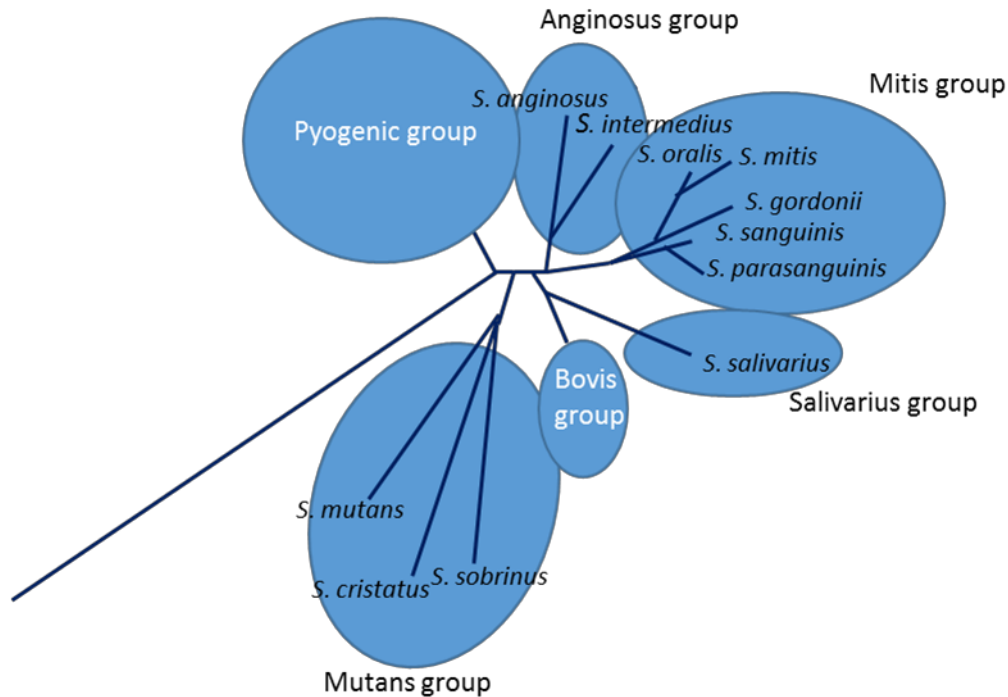 Anginosus group
Mitis group
S. anginosus
Pyogenic group
S. intermedius
S. oralis
S. mitis
S. gordonii
S. sanguinis
S. parasanguinis
S. salivarius
Bovis
group
Salivarius group
S. mutans
S. cristatus
S. sobrinus
Mutans group